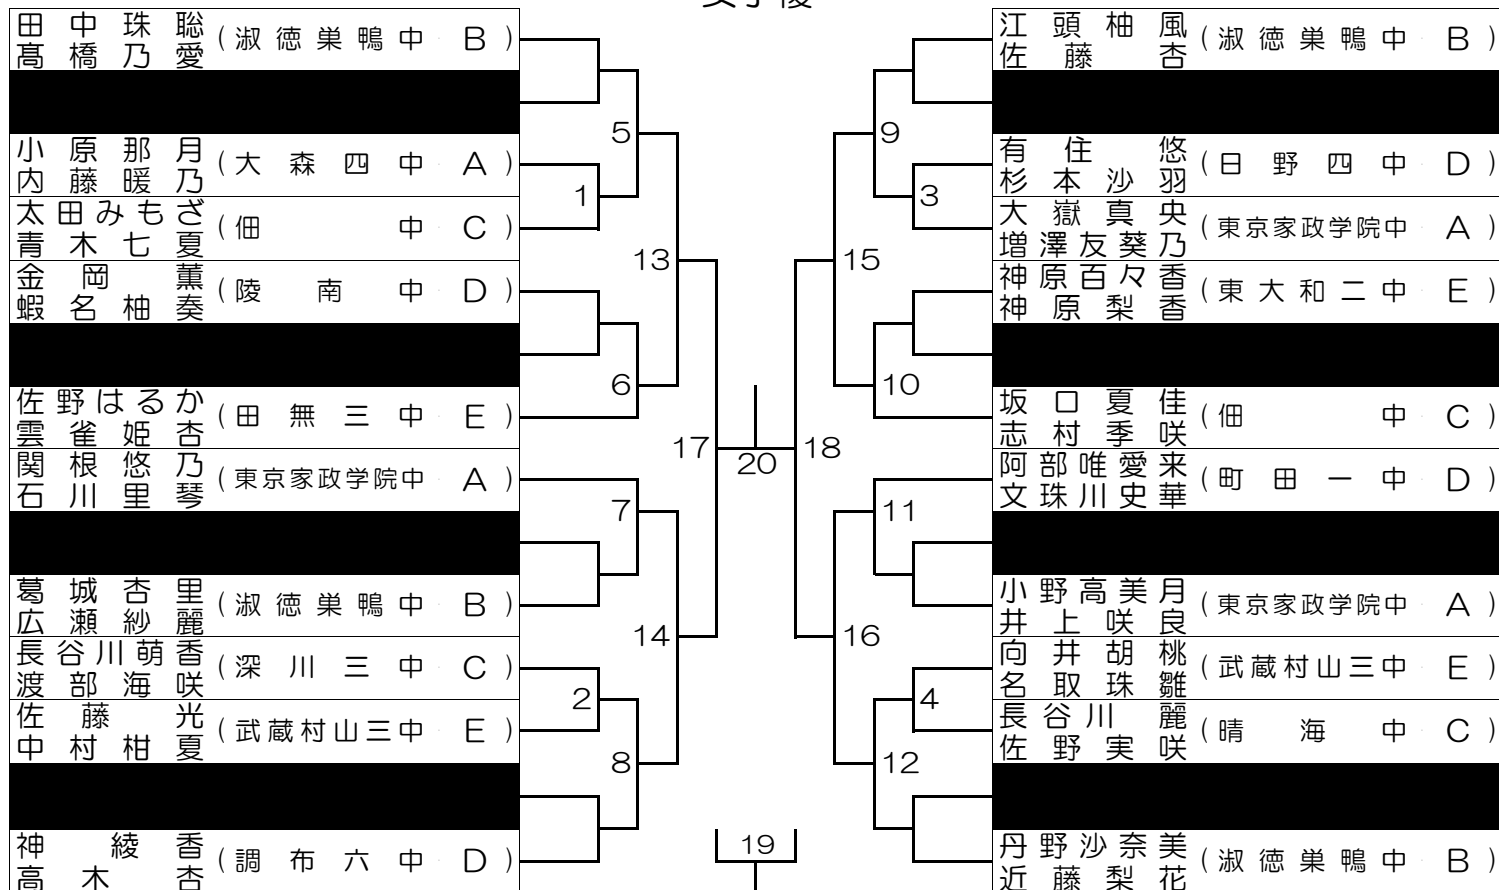 女子複
田中珠聡
髙橋乃愛
(淑徳巣鴨中 B)
小原那月
内藤暖乃
(大森四中 A)
太田みもざ
青木七夏
(佃中 C)
金岡薫
蝦名柚奏
(陵南中 D)
佐野はるか
雲雀姫杏
(田無三中 E)
関根悠乃
石川里琴
(東京家政学院中 A)
葛城杏里
広瀬紗麗
(淑徳巣鴨中 B)
長谷川萌香
渡部海咲
(深川三中 C)
佐藤光
中村柑夏
(武蔵村山三中 E)
神綾香
高木杏
(調布六中 D)
5
1
13
6
17
7
14
2
8
20
19
18
9
3
15
10
11
16
4
12
江頭柚風
佐藤杏
(淑徳巣鴨中 B)
有住悠
杉本沙羽
(日野四中 D)
大嶽真央
増澤友葵乃
(東京家政学院中 A)
神原百々香
神原梨香
(東大和二中 E)
坂口夏佳
志村季咲
(佃中 C)
阿部唯愛来
文珠川史華
(町田一中 D)
小野高美月
井上咲良
(東京家政学院中 A)
向井胡桃
名取珠雛
(武蔵村山三中 E)
長谷川麗
佐野実咲
(晴海中 C)
丹野沙奈美
近藤梨花
(淑徳巣鴨中 B)